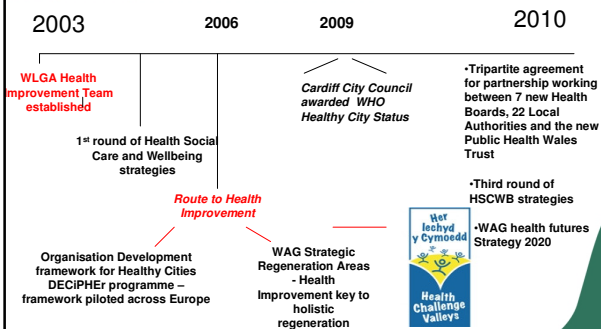 2003
2006
2009
2010
WLGA Health
Improvement Team
established
1st round of Health Social
Care and Wellbeing
strategies
Cardiff City Council
awarded WHO
Healthy City Status
•Tripartite agreement
for partnership working
between 7 new Health
Boards, 22 Local
Authorities and the new
Public Health Wales
Trust
•Third round of
HSCWB strategies
•WAG health futures
Strategy 2020
Route to Health
Improvement
Organisation Development
framework for Healthy Cities
DECiPHEr programme –
framework piloted across Europe
WAG Strategic
Regeneration Areas
- Health
Improvement key to
holistic
regeneration
Her
Iechyd
y Cymoedd
Health
Challenge
Valleys